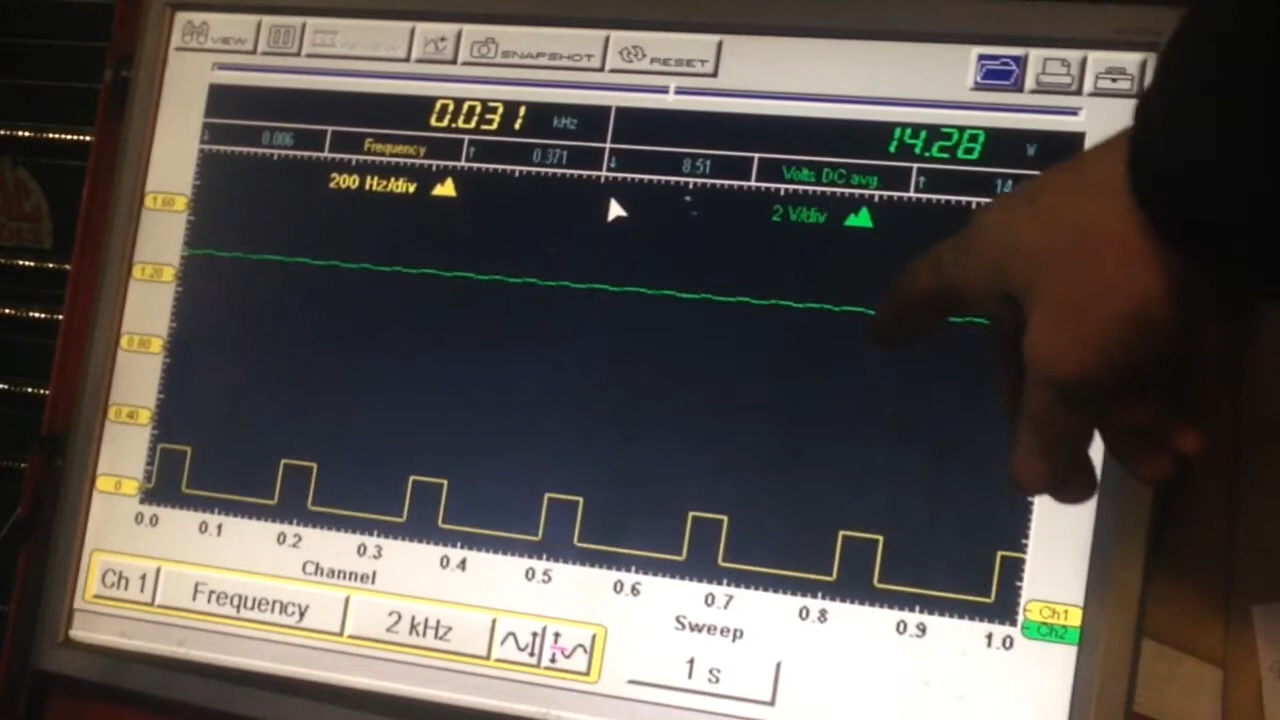 VIEW SNAPSHOT RESET
0.031 kHz 14.28 V
0.006 Frequency 0.371 8.51 Volts DC avg.
200 Hz/div 2 V/div
1.60
1.20
0.80
0.40
0
0.0 0.1 0.2 0.3 0.4 0.5 0.6 0.7 0.8 0.9 1.0
Ch1
Ch2
Channel Sweep
Ch 1 Frequency 2 kHz 1 s